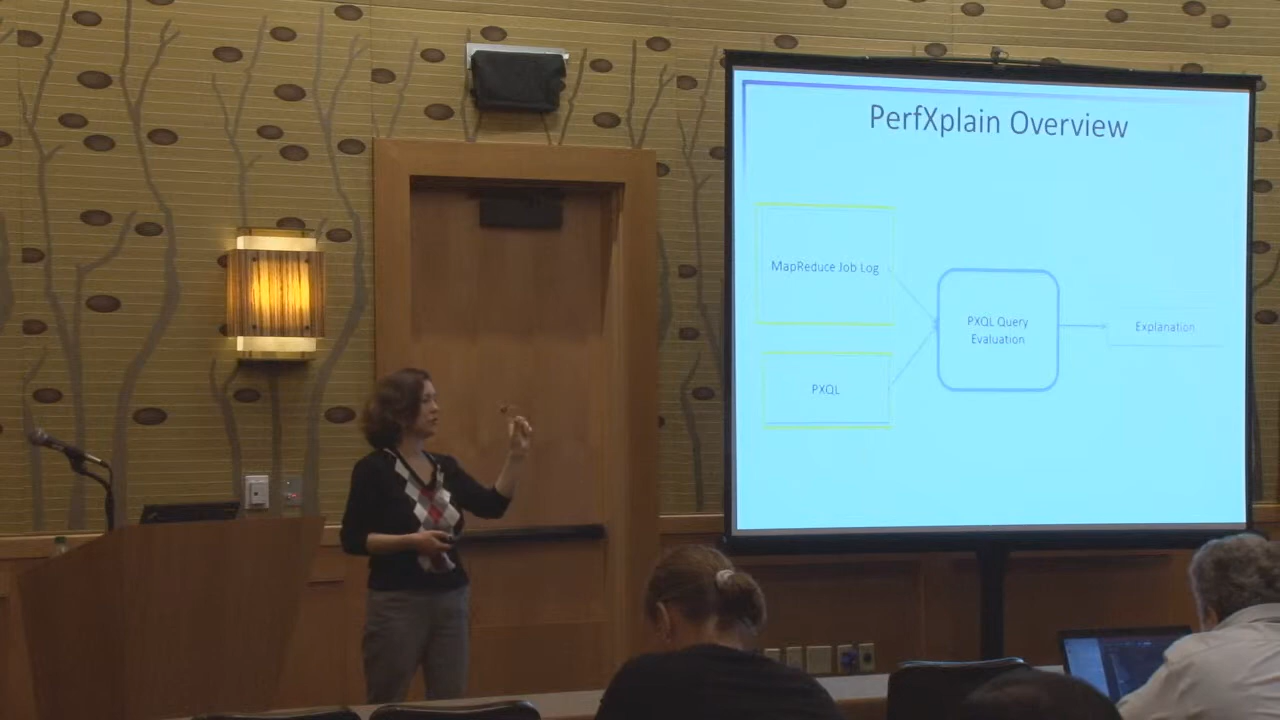 PerfXplain Overview
MapReduce Job Log
PXQL
PXQL Query
Evaluation
Explanation